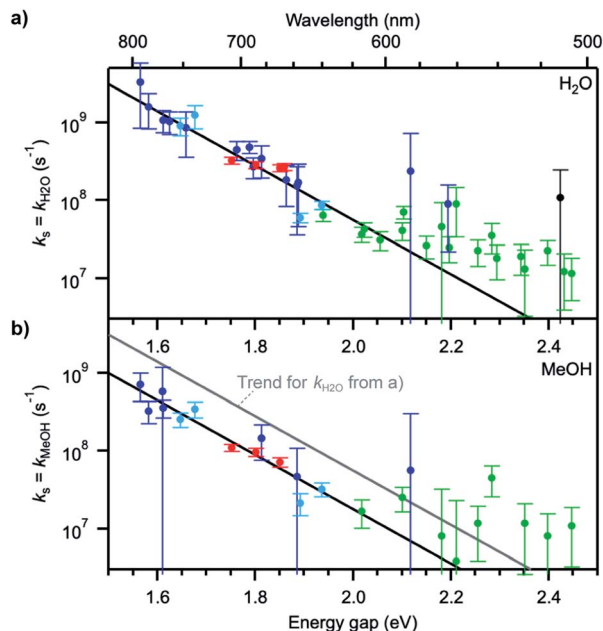 Wavelength (nm)
a)
800
700
600
500
H₂O
10⁹
10⁸
10⁷
kₛ = k_H2O (s⁻¹)
1.6
1.8
2.0
2.2
2.4
b)
MeOH
Trend for k_H2O from a)
10⁹
10⁸
10⁷
kₛ = k_MeOH (s⁻¹)
1.6
1.8
2.0
2.2
2.4
Energy gap (eV)